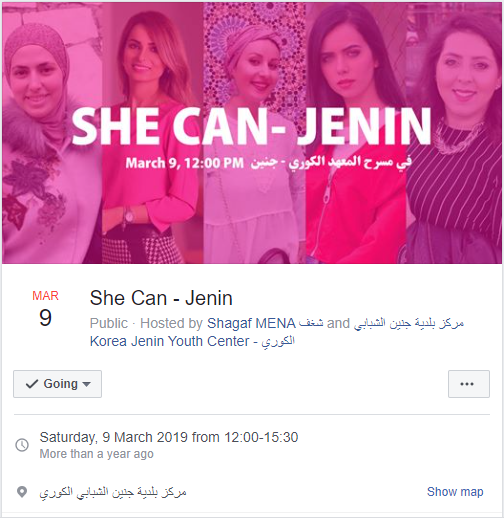 SHE CAN- JENIN
March 9, 12:00 PM في مسرح المعهد الكوري - جنين
MAR
9
She Can - Jenin
Public · Hosted by Shagaf MENA شغف and مركز بلدية جنين الشبابي
الكوري - Korea Jenin Youth Center
Going
Saturday, 9 March 2019 from 12:00-15:30
More than a year ago
مركز بلدية جنين الشبابي الكوري
Show map